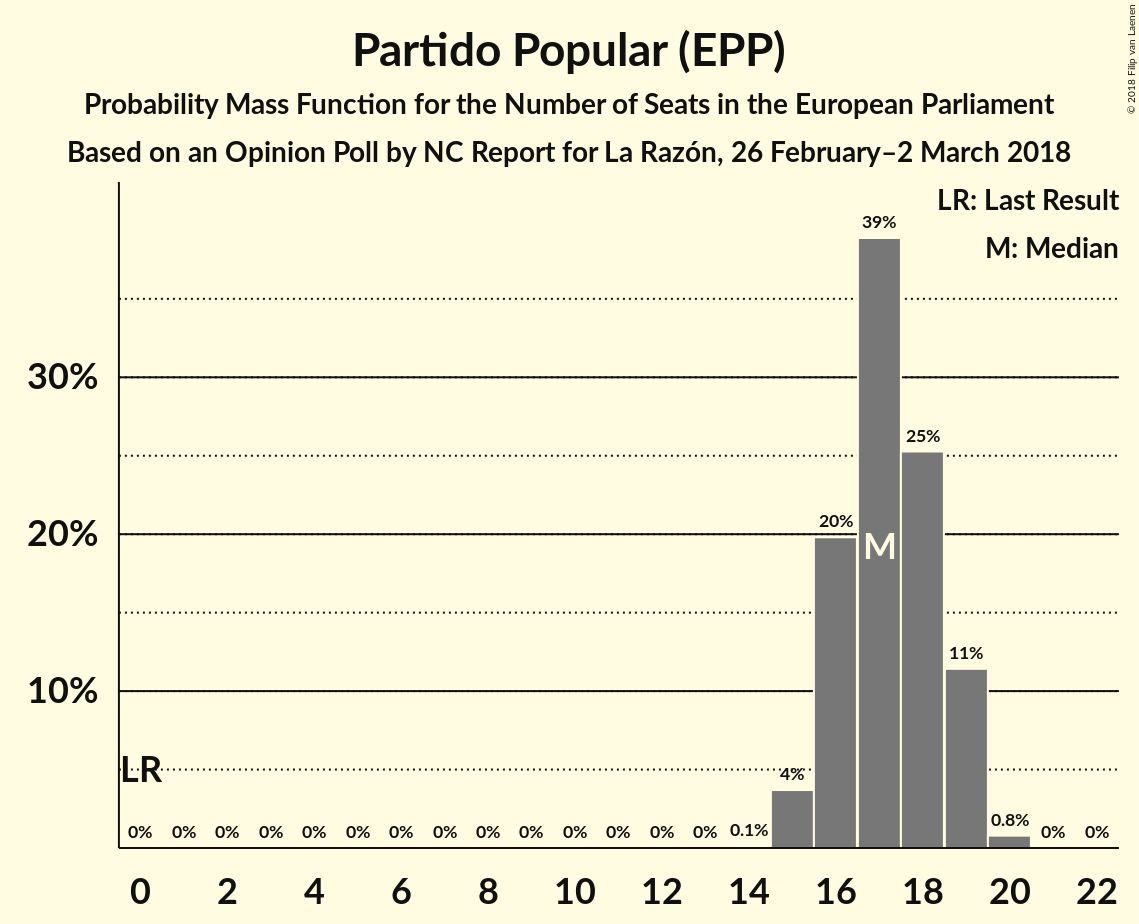 Partido Popular (EPP)
Probability Mass Function for the Number of Seats in the European Parliament
Based on an Opinion Poll by NC Report for La Razón, 26 February–2 March 2018
© 2018 Filip van Laenen
LR: Last Result
M: Median
39%
30%
25%
20%
20%
M
11%
10%
LR
4%
0% 0% 0% 0% 0% 0% 0% 0% 0% 0% 0% 0% 0% 0% 0.1% 0.8% 0% 0%
0 2 4 6 8 10 12 14 16 18 20 22